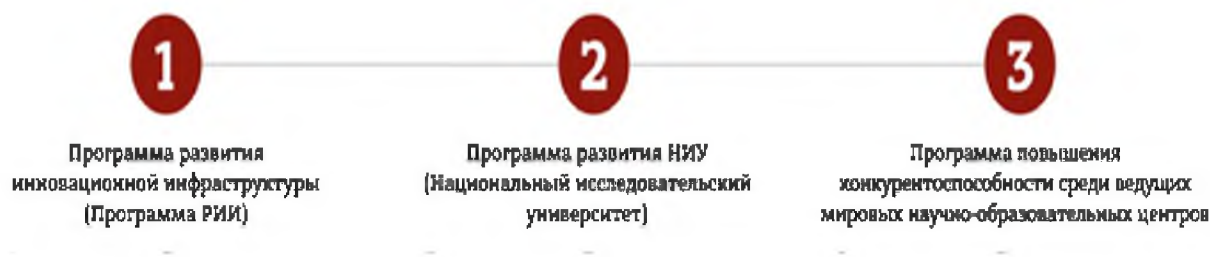 1
2
3
Программа развития
инновационной инфраструктуры
(Программа РИИ)
Программа развития НИУ
(Национальный исследовательский
университет)
Программа повышения
конкурентоспособности среди ведущих
мировых научно-образовательных центров